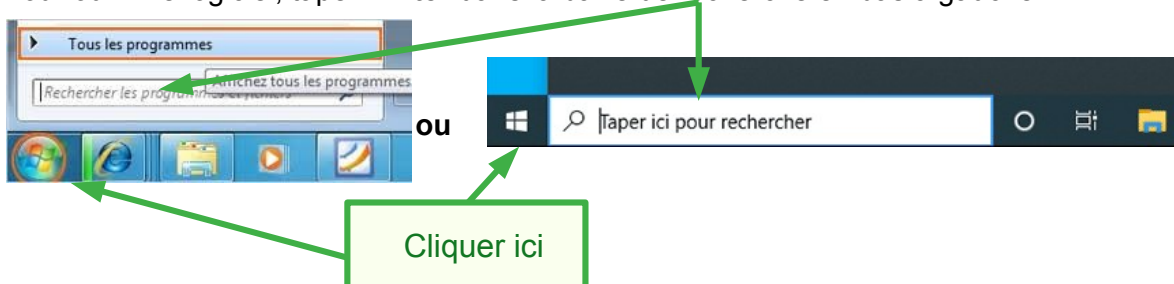 Tous les programmes
Affichez tous les programmes
Rechercher les programmes et fichiers
ou
Taper ici pour rechercher
Cliquer ici